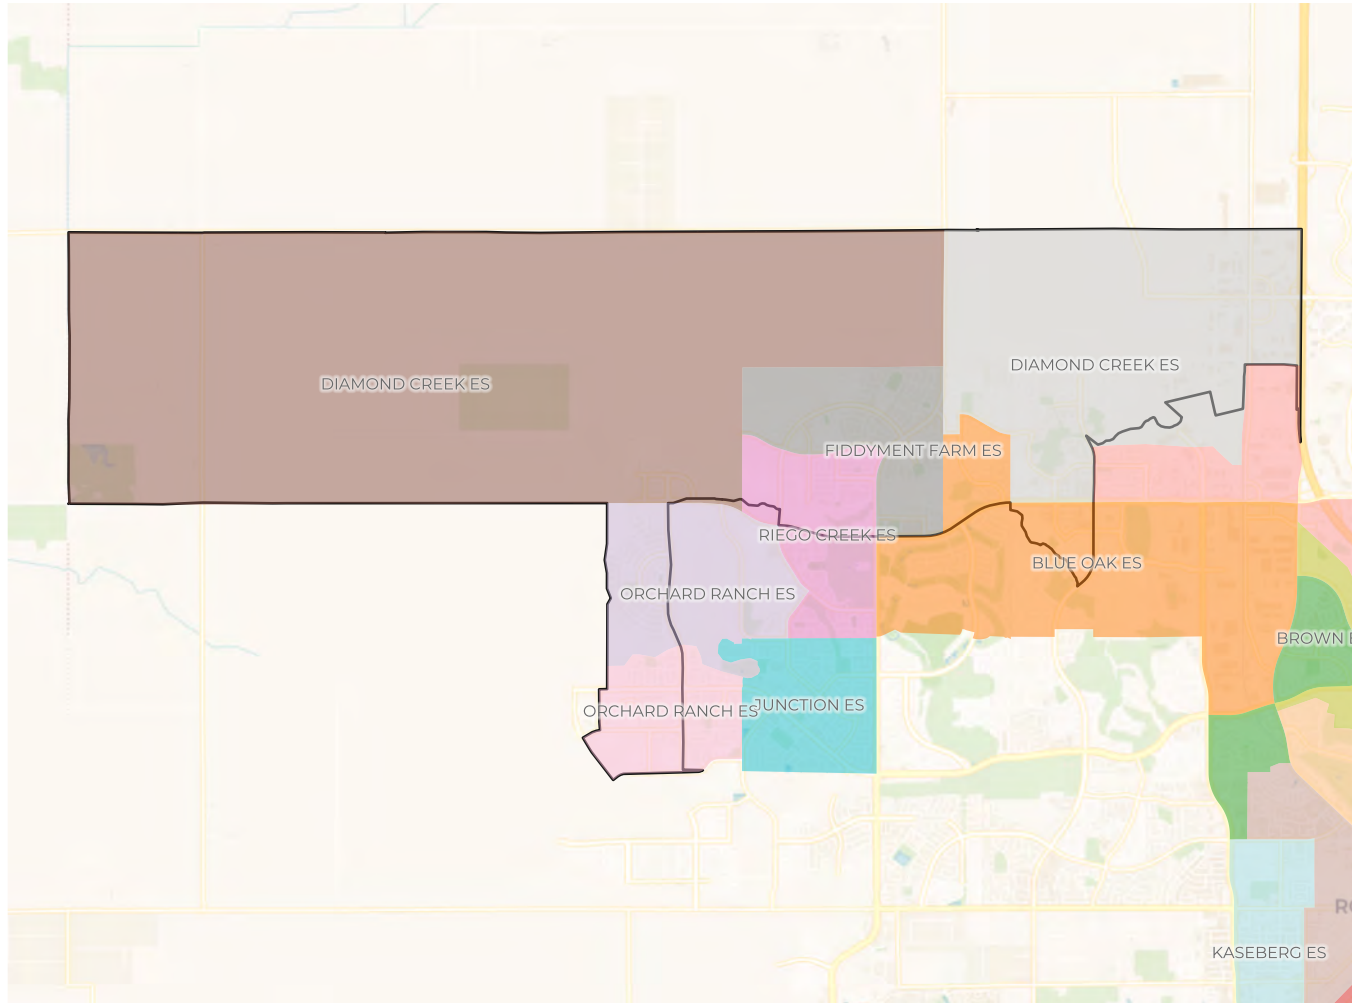 DIAMOND CREEK ES
DIAMOND CREEK ES
FIDDYMENT FARM ES
RIEGO CREEK ES
BLUE OAK ES
ORCHARD RANCH ES
BROWN E
ORCHARD RANCH ES
JUNCTION ES
RO
KASEBERG ES